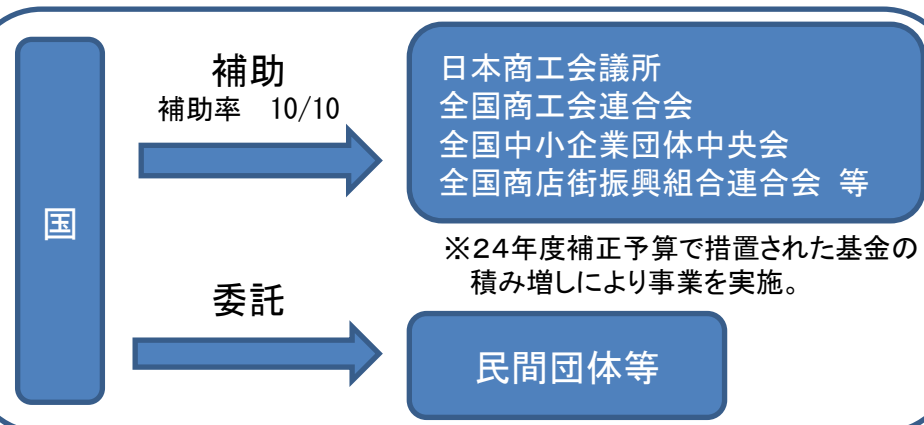 国
補助
補助率　10/10
日本商工会議所
全国商工会連合会
全国中小企業団体中央会
全国商店街振興組合連合会 等
※２４年度補正予算で措置された基金の
積み増しにより事業を実施。
委託
民間団体等